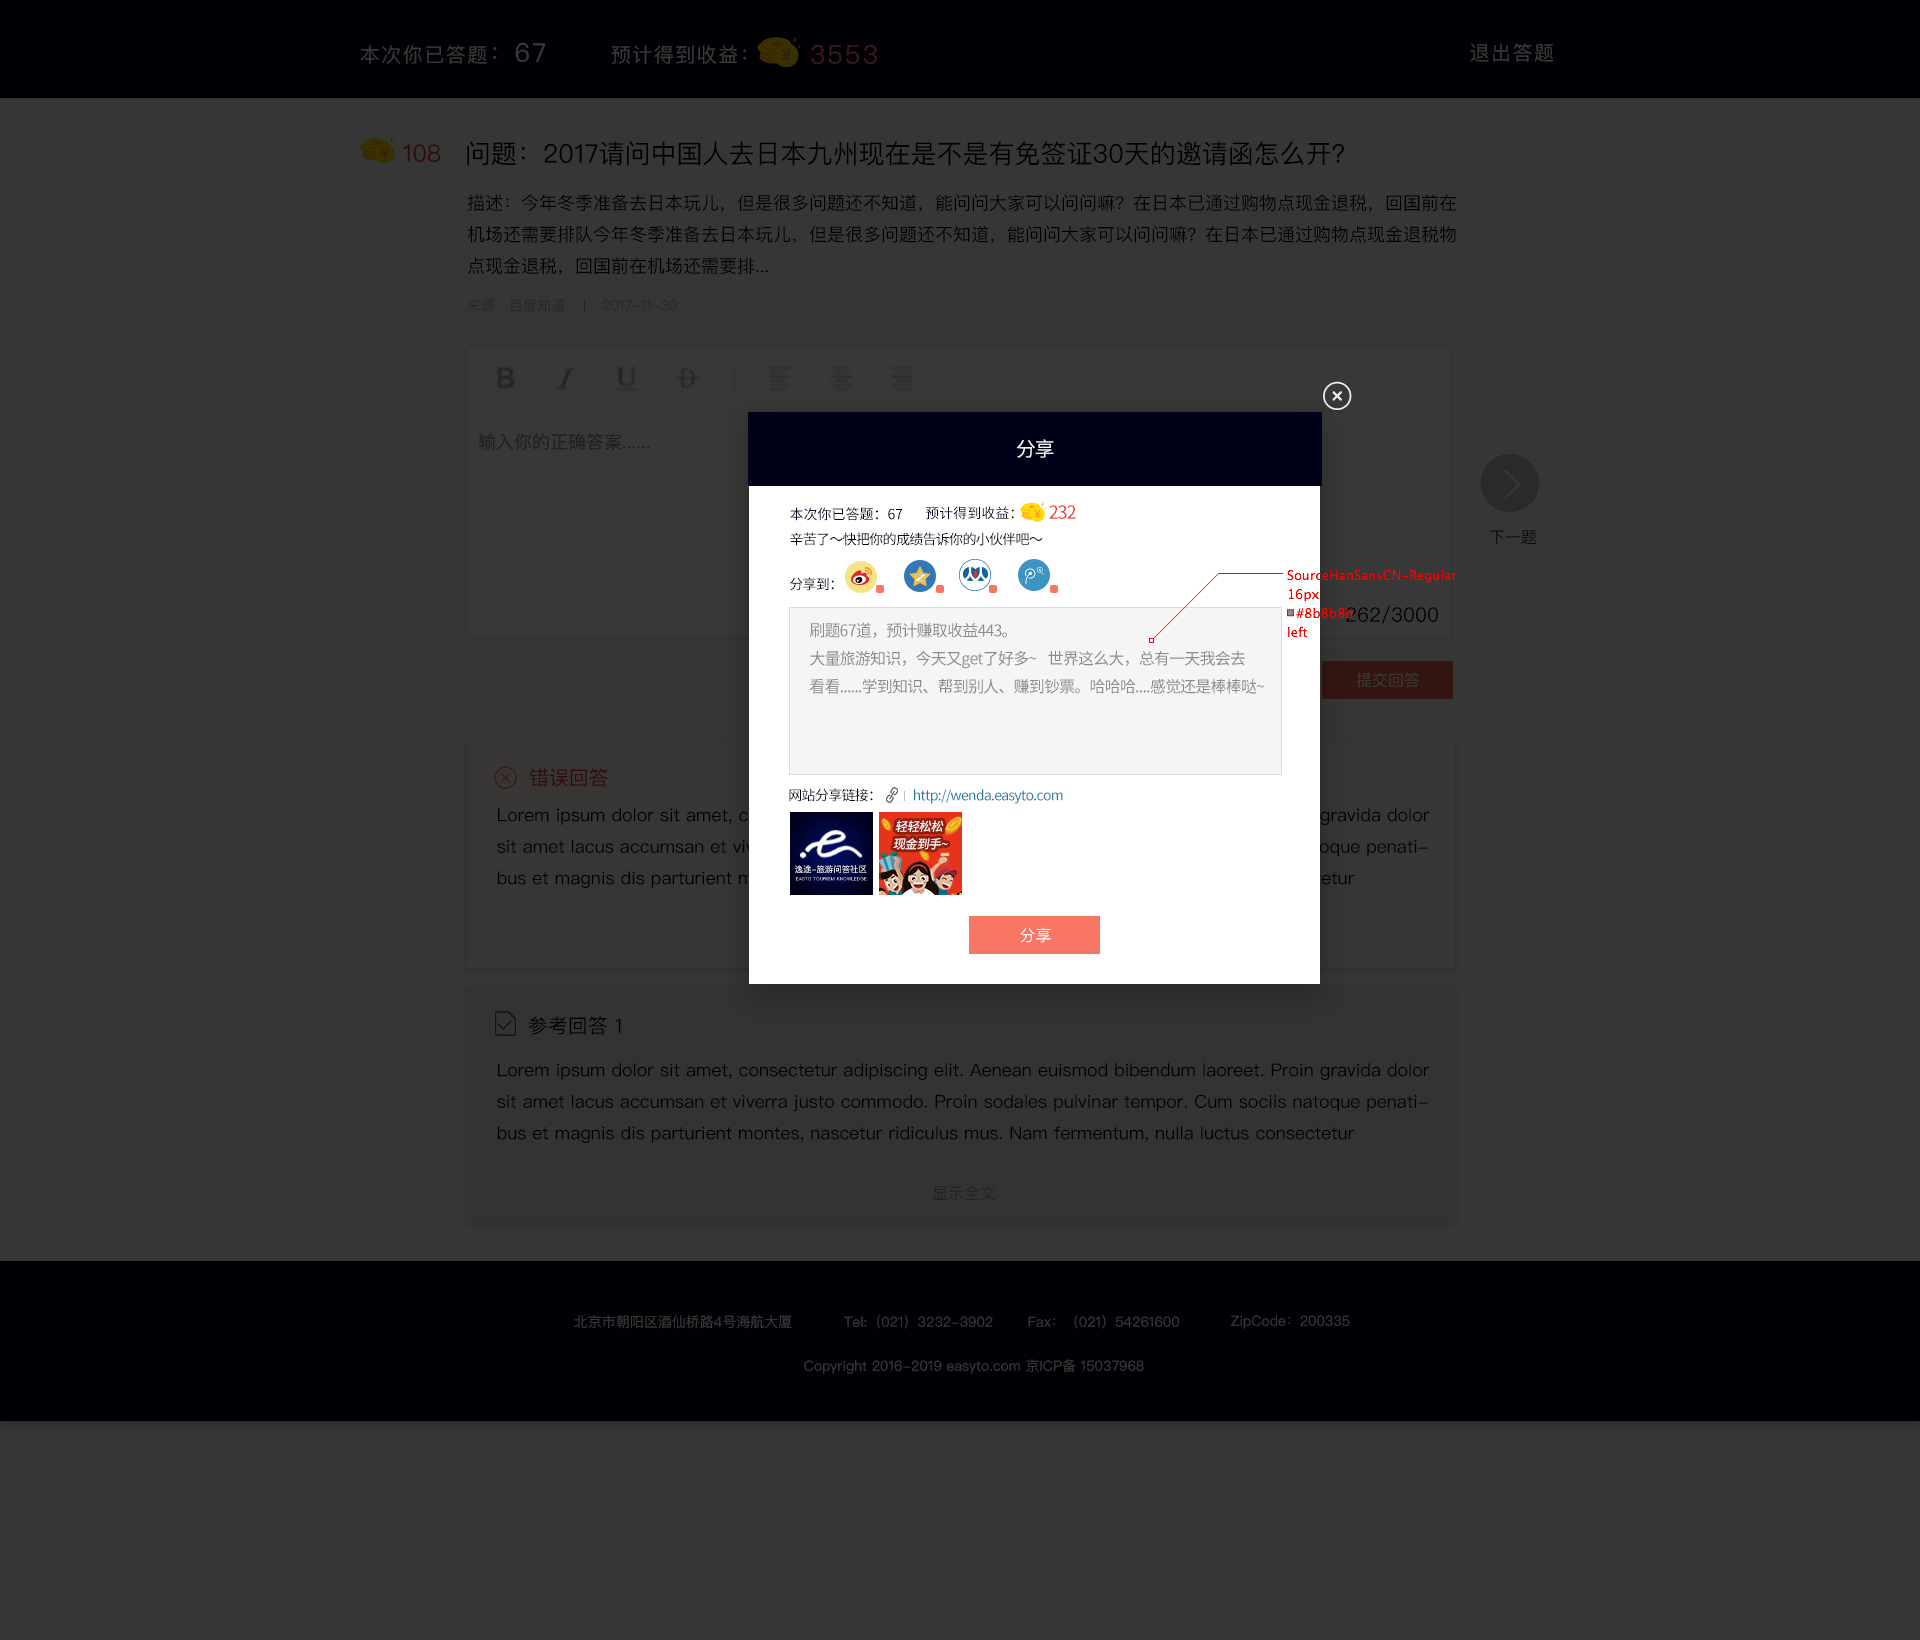 本次你已答题：67
预计得到收益：3553
退出答题
108
问题：2017请问中国人去日本九州现在是不是有免签证30天的邀请函怎么开?
描述：今年冬季准备去日本玩儿，但是很多问题还不知道，能问问大家可以问问嘛？在日本已通过购物点现金退税，回国前在
机场还需要排队今年冬季准备去日本玩儿，但是很多问题还不知道，能问问大家可以问问嘛？在日本已通过购物点现金退税物
点现金退税，回国前在机场还需要排...
来源：百度知道 | 2017-11-30
B I U D
输入你的正确答案......
分享
本次你已答题：67 预计得到收益：232
辛苦了～快把你的成绩告诉你的小伙伴吧～
分享到：
刷题67道，预计赚取收益443。
大量旅游知识，今天又get了好多~ 世界这么大，总有一天我会去
看看......学到知识、帮到别人、赚到钞票。哈哈哈....感觉还是棒棒哒~
SourceHanSansCN-Regular
16px
#8b8b8b
left
262/3000
下一题
提交回答
网站分享链接： http://wenda.easyto.com
逸途-旅游问答社区
EASTO TOURISM KNOWLEDGE
轻轻松松
现金到手~
分享
错误回答
Lorem ipsum dolor sit amet, c
gravida dolor
sit amet lacus accumsan et viv
oque penati-
bus et magnis dis parturient m
etur
参考回答 1
Lorem ipsum dolor sit amet, consectetur adipiscing elit. Aenean euismod bibendum laoreet. Proin gravida dolor
sit amet lacus accumsan et viverra justo commodo. Proin sodales pulvinar tempor. Cum sociis natoque penati-
bus et magnis dis parturient montes, nascetur ridiculus mus. Nam fermentum, nulla luctus consectetur
显示全文
北京市朝阳区酒仙桥路4号海航大厦 Tel:（021）3232-3902 Fax：（021）54261600 ZipCode：200335
Copyright 2016-2019 easyto.com 京ICP备 15037968